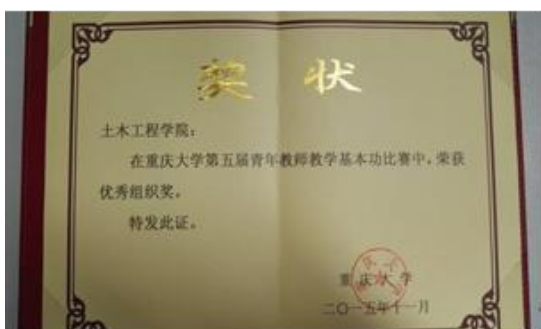 奖 状
土木工程学院：
在重庆大学第五届青年教师教学基本功比赛中，荣获
优秀组织奖。
特发此证。
重庆大学
二〇一五年十一月